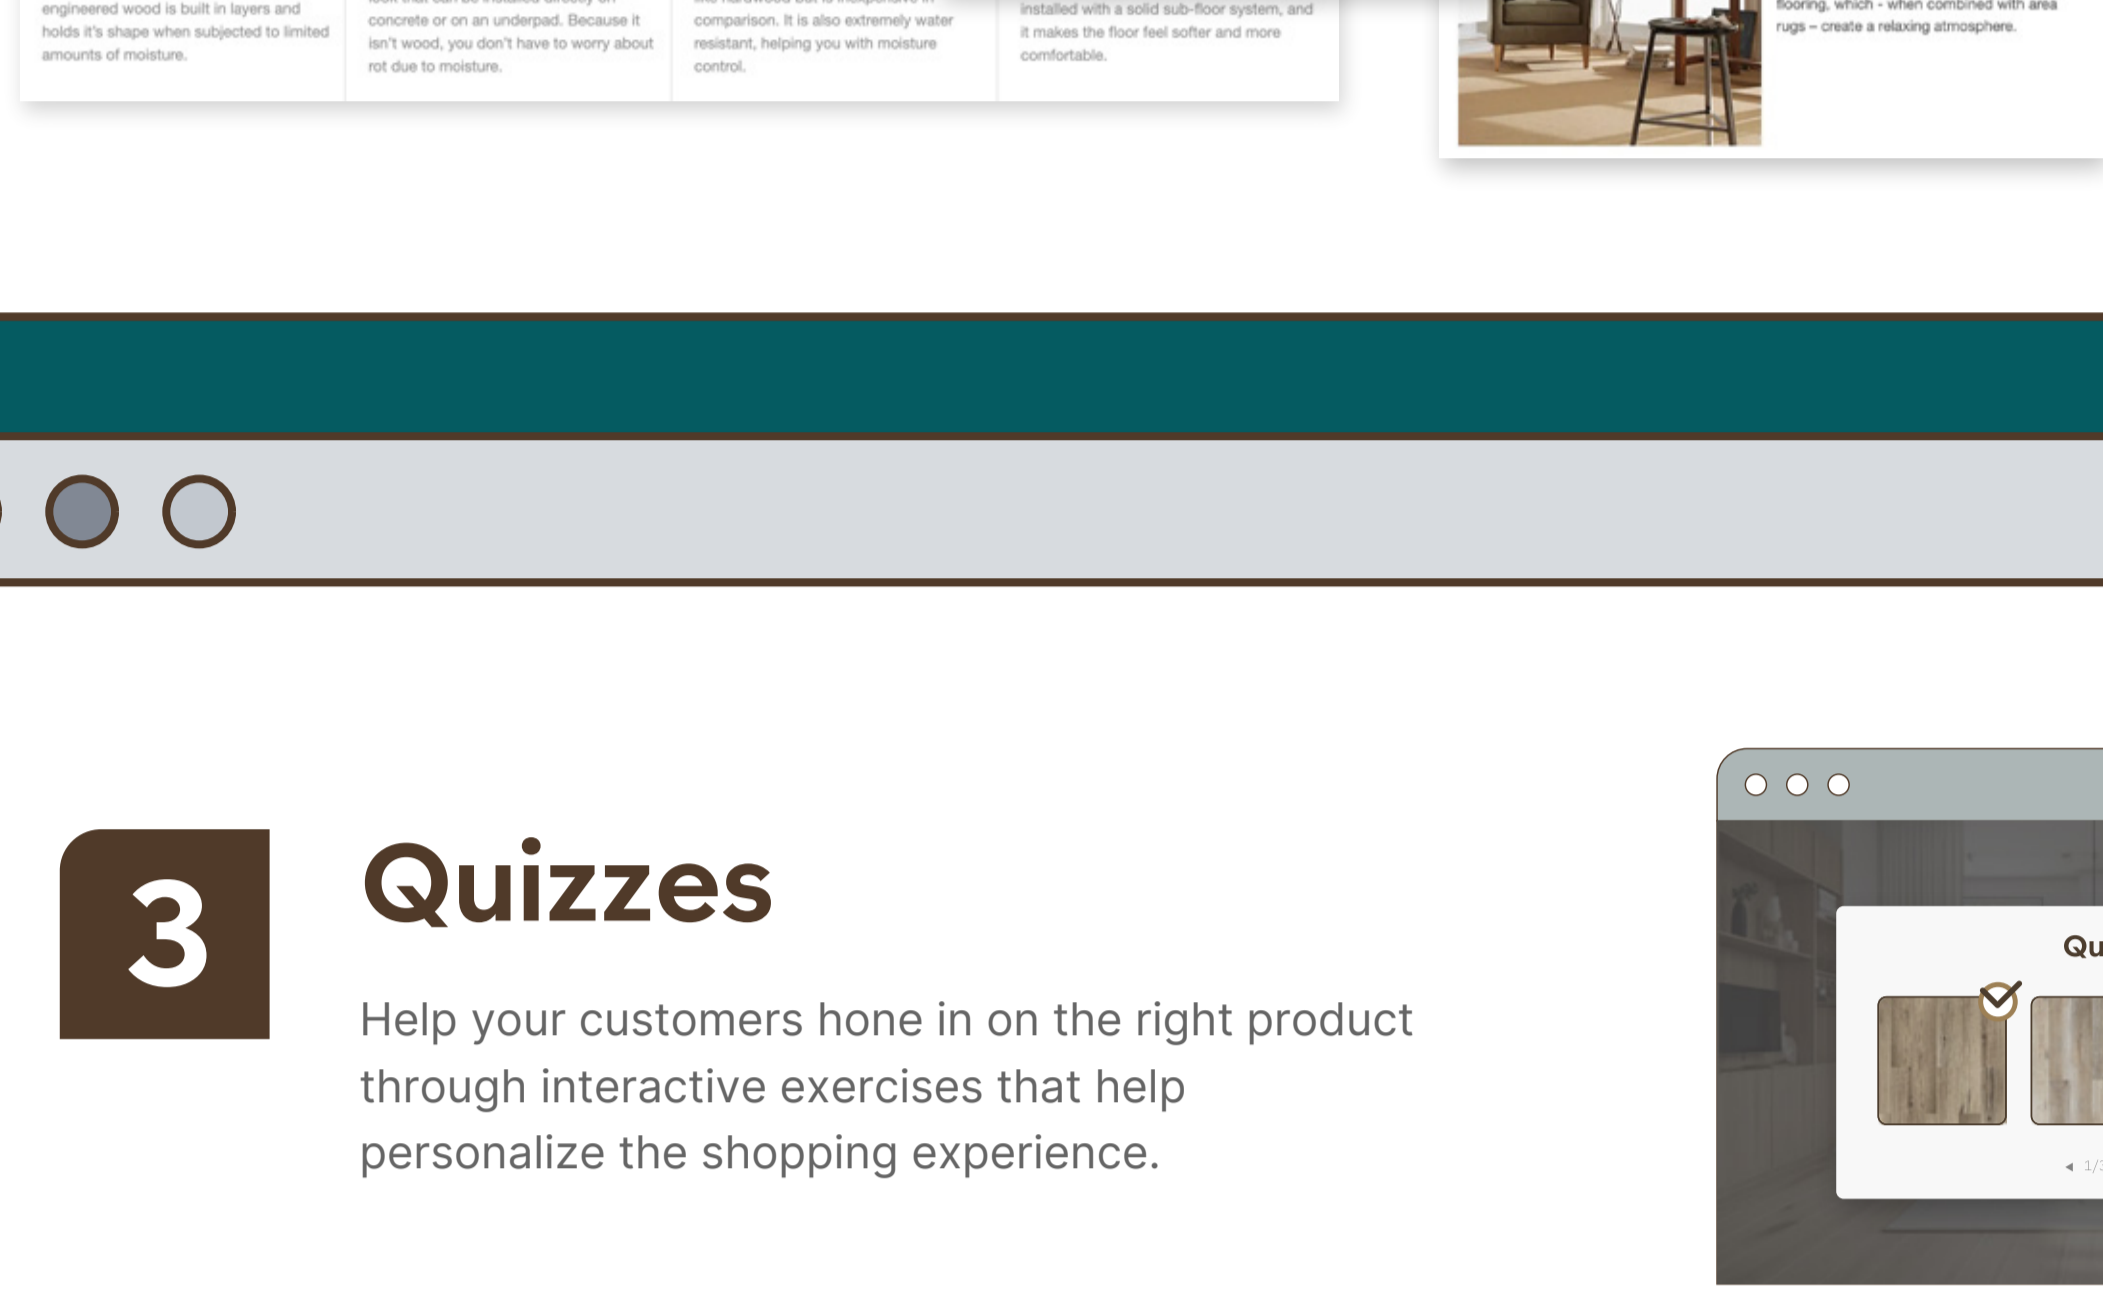 engineered wood is built in layers and
holds it's shape when subjected to limited
amounts of moisture.
concrete or on an underpad. Because it
isn't wood, you don't have to worry about
rot due to moisture.
comparison. It is also extremely water
resistant, helping you with moisture
control.
installed with a solid sub-floor system, and
it makes the floor feel softer and more
comfortable.
flooring, which - when combined with area
rugs – create a relaxing atmosphere.
3
Quizzes
Help your customers hone in on the right product
through interactive exercises that help
personalize the shopping experience.
Qu
1/3